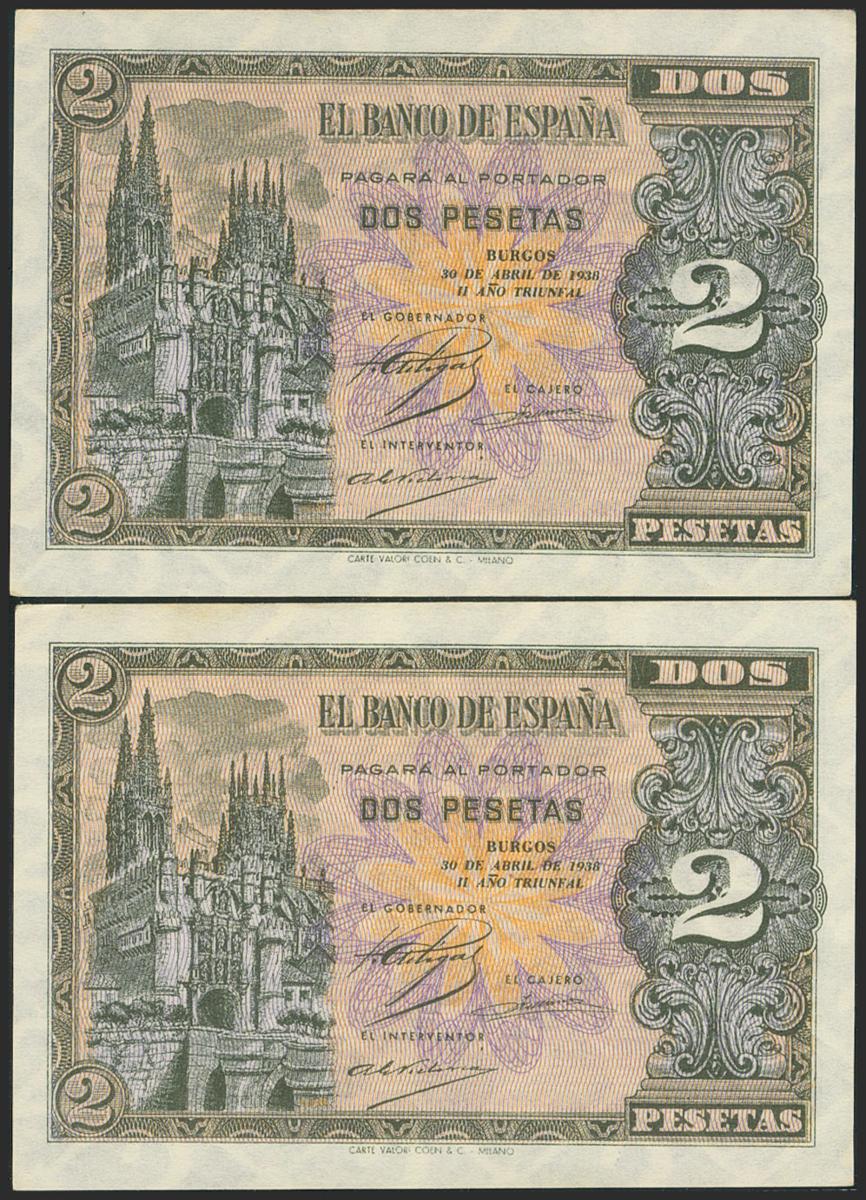 2
DOS
EL BANCO DE ESPAÑA
PAGARÁ AL PORTADOR
DOS PESETAS
BURGOS
30 DE ABRIL DE 1938
II AÑO TRIUNFAL
2
EL GOBERNADOR
EL CAJERO
EL INTERVENTOR
2
PESETAS
CARTE VALORI COEN & C. - MILANO
2
DOS
EL BANCO DE ESPAÑA
PAGARÁ AL PORTADOR
DOS PESETAS
BURGOS
30 DE ABRIL DE 1938
II AÑO TRIUNFAL
2
EL GOBERNADOR
EL CAJERO
EL INTERVENTOR
2
PESETAS
CARTE VALORI COEN & C. - MILANO